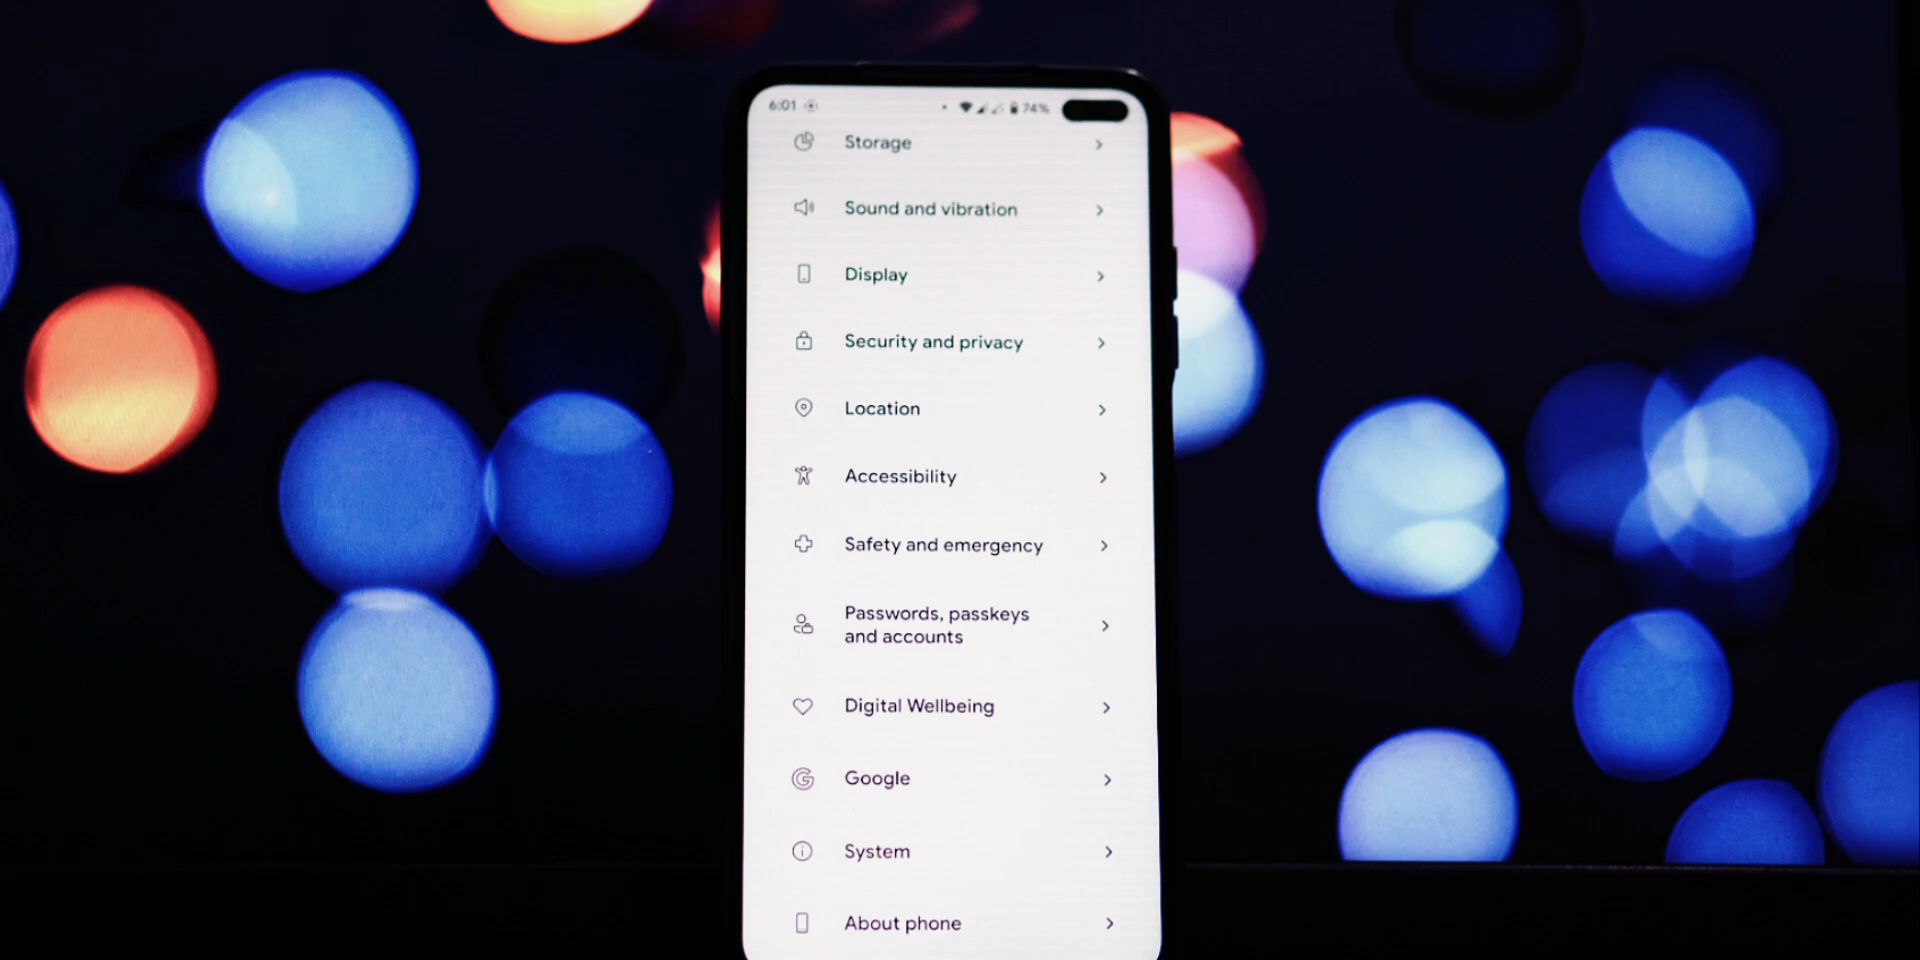 6:01 74%
Storage
Sound and vibration
Display
Security and privacy
Location
Accessibility
Safety and emergency
Passwords, passkeys
and accounts
Digital Wellbeing
Google
System
About phone